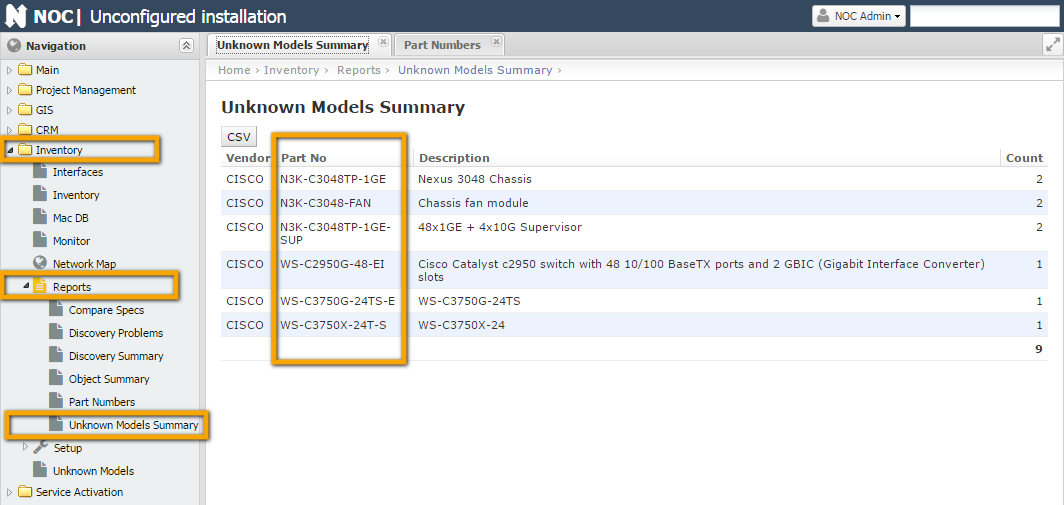 NOC| Unconfigured installation
NOC Admin
Navigation
Main
Project Management
GIS
CRM
Inventory
Interfaces
Inventory
Mac DB
Monitor
Network Map
Reports
Compare Specs
Discovery Problems
Discovery Summary
Object Summary
Part Numbers
Unknown Models Summary
Setup
Unknown Models
Service Activation
Unknown Models Summary Part Numbers
Home › Inventory › Reports › Unknown Models Summary ›
Unknown Models Summary
CSV
Vendor Part No Description Count
CISCO N3K-C3048TP-1GE Nexus 3048 Chassis 2
CISCO N3K-C3048-FAN Chassis fan module 2
CISCO N3K-C3048TP-1GE- 48x1GE + 4x10G Supervisor 2
SUP
CISCO WS-C2950G-48-EI Cisco Catalyst c2950 switch with 48 10/100 BaseTX ports and 2 GBIC (Gigabit Interface Converter) 1
slots
CISCO WS-C3750G-24TS-E WS-C3750G-24TS 1
CISCO WS-C3750X-24T-S WS-C3750X-24 1
9